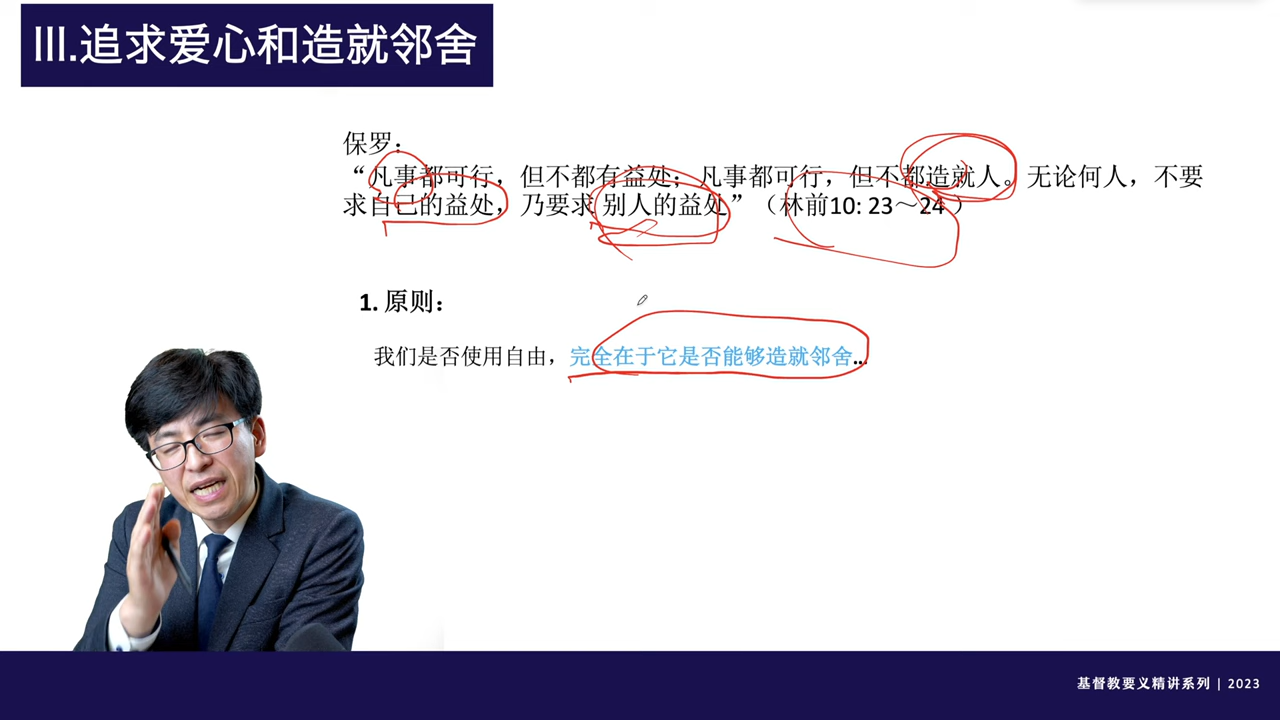 III.追求爱心和造就邻舍
保罗：
“凡事都可行，但不都有益处；凡事都可行，但不都造就人。无论何人，不要
求自己的益处，乃要求 别人的益处”（林前10: 23～24 ）
1. 原则：
我们是否使用自由，完全在于它是否能够造就邻舍...
基督教要义精讲系列 | 2023